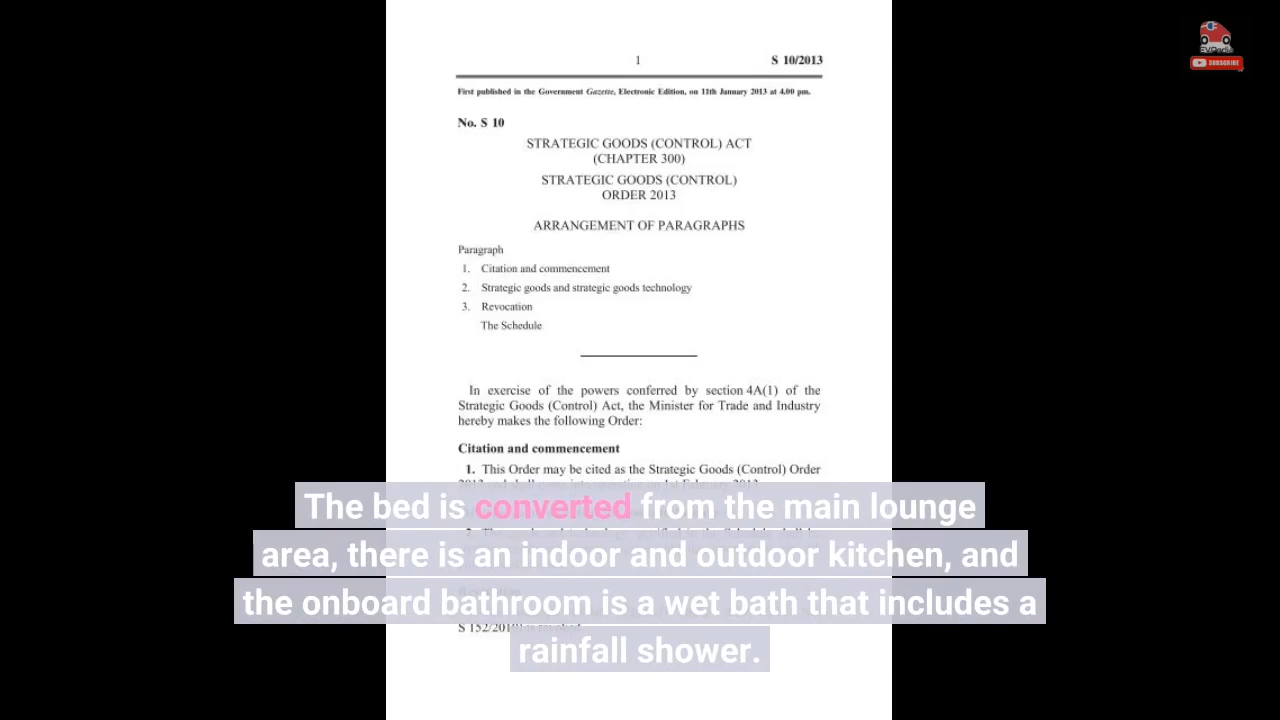 1
S 10/2013
First published in the Government Gazette, Electronic Edition, on 11th January 2013 at 4.00 pm.
No. S 10
STRATEGIC GOODS (CONTROL) ACT
(CHAPTER 300)
STRATEGIC GOODS (CONTROL)
ORDER 2013
ARRANGEMENT OF PARAGRAPHS
Paragraph
1. Citation and commencement
2. Strategic goods and strategic goods technology
3. Revocation
The Schedule
In exercise of the powers conferred by section 4A(1) of the
Strategic Goods (Control) Act, the Minister for Trade and Industry
hereby makes the following Order:
Citation and commencement
1. This Order may be cited as the Strategic Goods (Control) Order
The bed is converted from the main lounge
area, there is an indoor and outdoor kitchen, and
the onboard bathroom is a wet bath that includes a
rainfall shower.
SUBSCRIBE